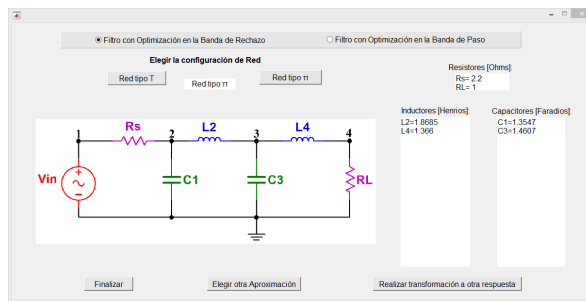 Filtro con Optimización en la Banda de Rechazo
Filtro con Optimización en la Banda de Paso
Elegir la configuración de Red
Red tipo T
Red tipo π
Red tipo π
Resistores [Ohms]:
Rs= 2.2
RL= 1
Inductores [Henrios]:
L2=1.8685
L4=1.366
Capacitores [Faradios]:
C1=1.3547
C3=1.4607
1
Rs
2
L2
3
L4
4
Vin
C1
C3
RL
Finalizar
Elegir otra Aproximación
Realizar transformación a otra respuesta